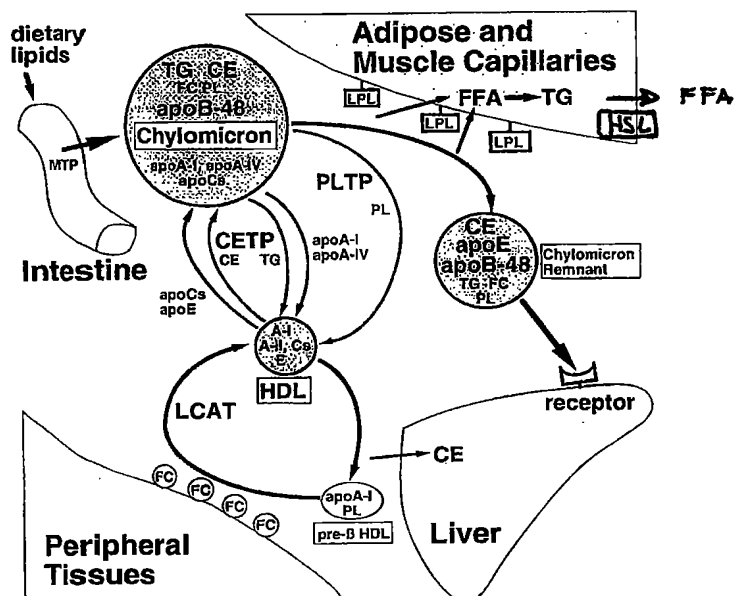 dietary
lipids
MTP
Intestine
TG CE
FC PL
apoB-48
Chylomicron
apoA-I, apoA-IV
apoCs
Adipose and
Muscle Capillaries
LPL
LPL
LPL
FFA
TG
FFA
HSL
PLTP
PL
CETP
CE TG
apoA-I
apoA-IV
apoCs
apoE
CE
apoE
apoB-48
TG FC
PL
Chylomicron
Remnant
A-I
A-II, Cs
E
HDL
LCAT
receptor
CE
Liver
FC
FC
FC
FC
apoA-I
PL
pre-ß HDL
Peripheral
Tissues